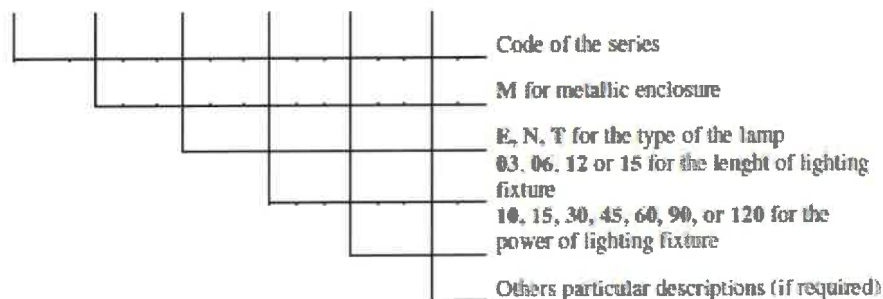 Code of the series
M for metallic enclosure
E, N, T for the type of the lamp
03, 06, 12 or 15 for the lenght of lighting
fixture
10, 15, 30, 45, 60, 90, or 120 for the
power of lighting fixture
Others particular descriptions (if required)